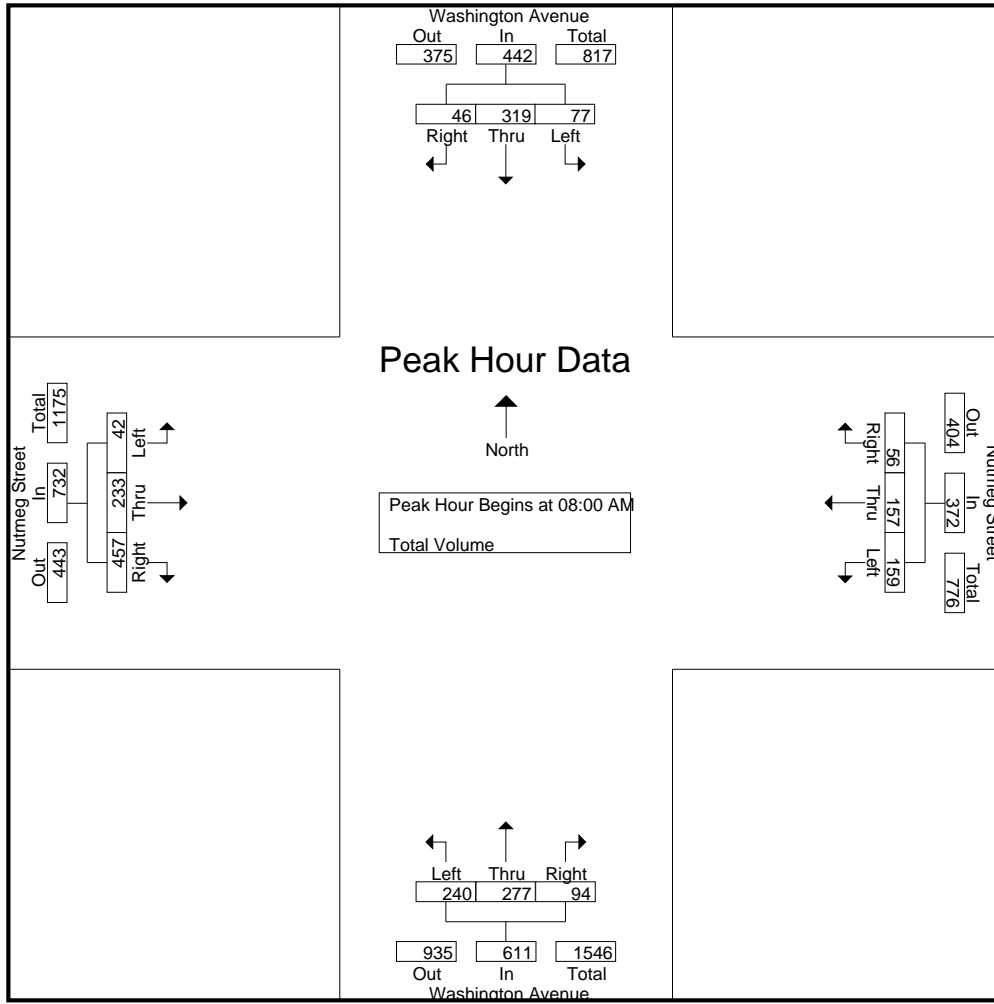 Washington Avenue
Out In Total
375 442 817
46 319 77
Right Thru Left
Peak Hour Data
North
Peak Hour Begins at 08:00 AM
Total Volume
Nutmeg Street
Total In Out
1175 732 443
42 233 457
Left Thru Right
Nutmeg Street
Out In Total
404 372 776
56 157 159
Right Thru Left
Left Thru Right
240 277 94
935 611 1546
Out In Total
Washington Avenue